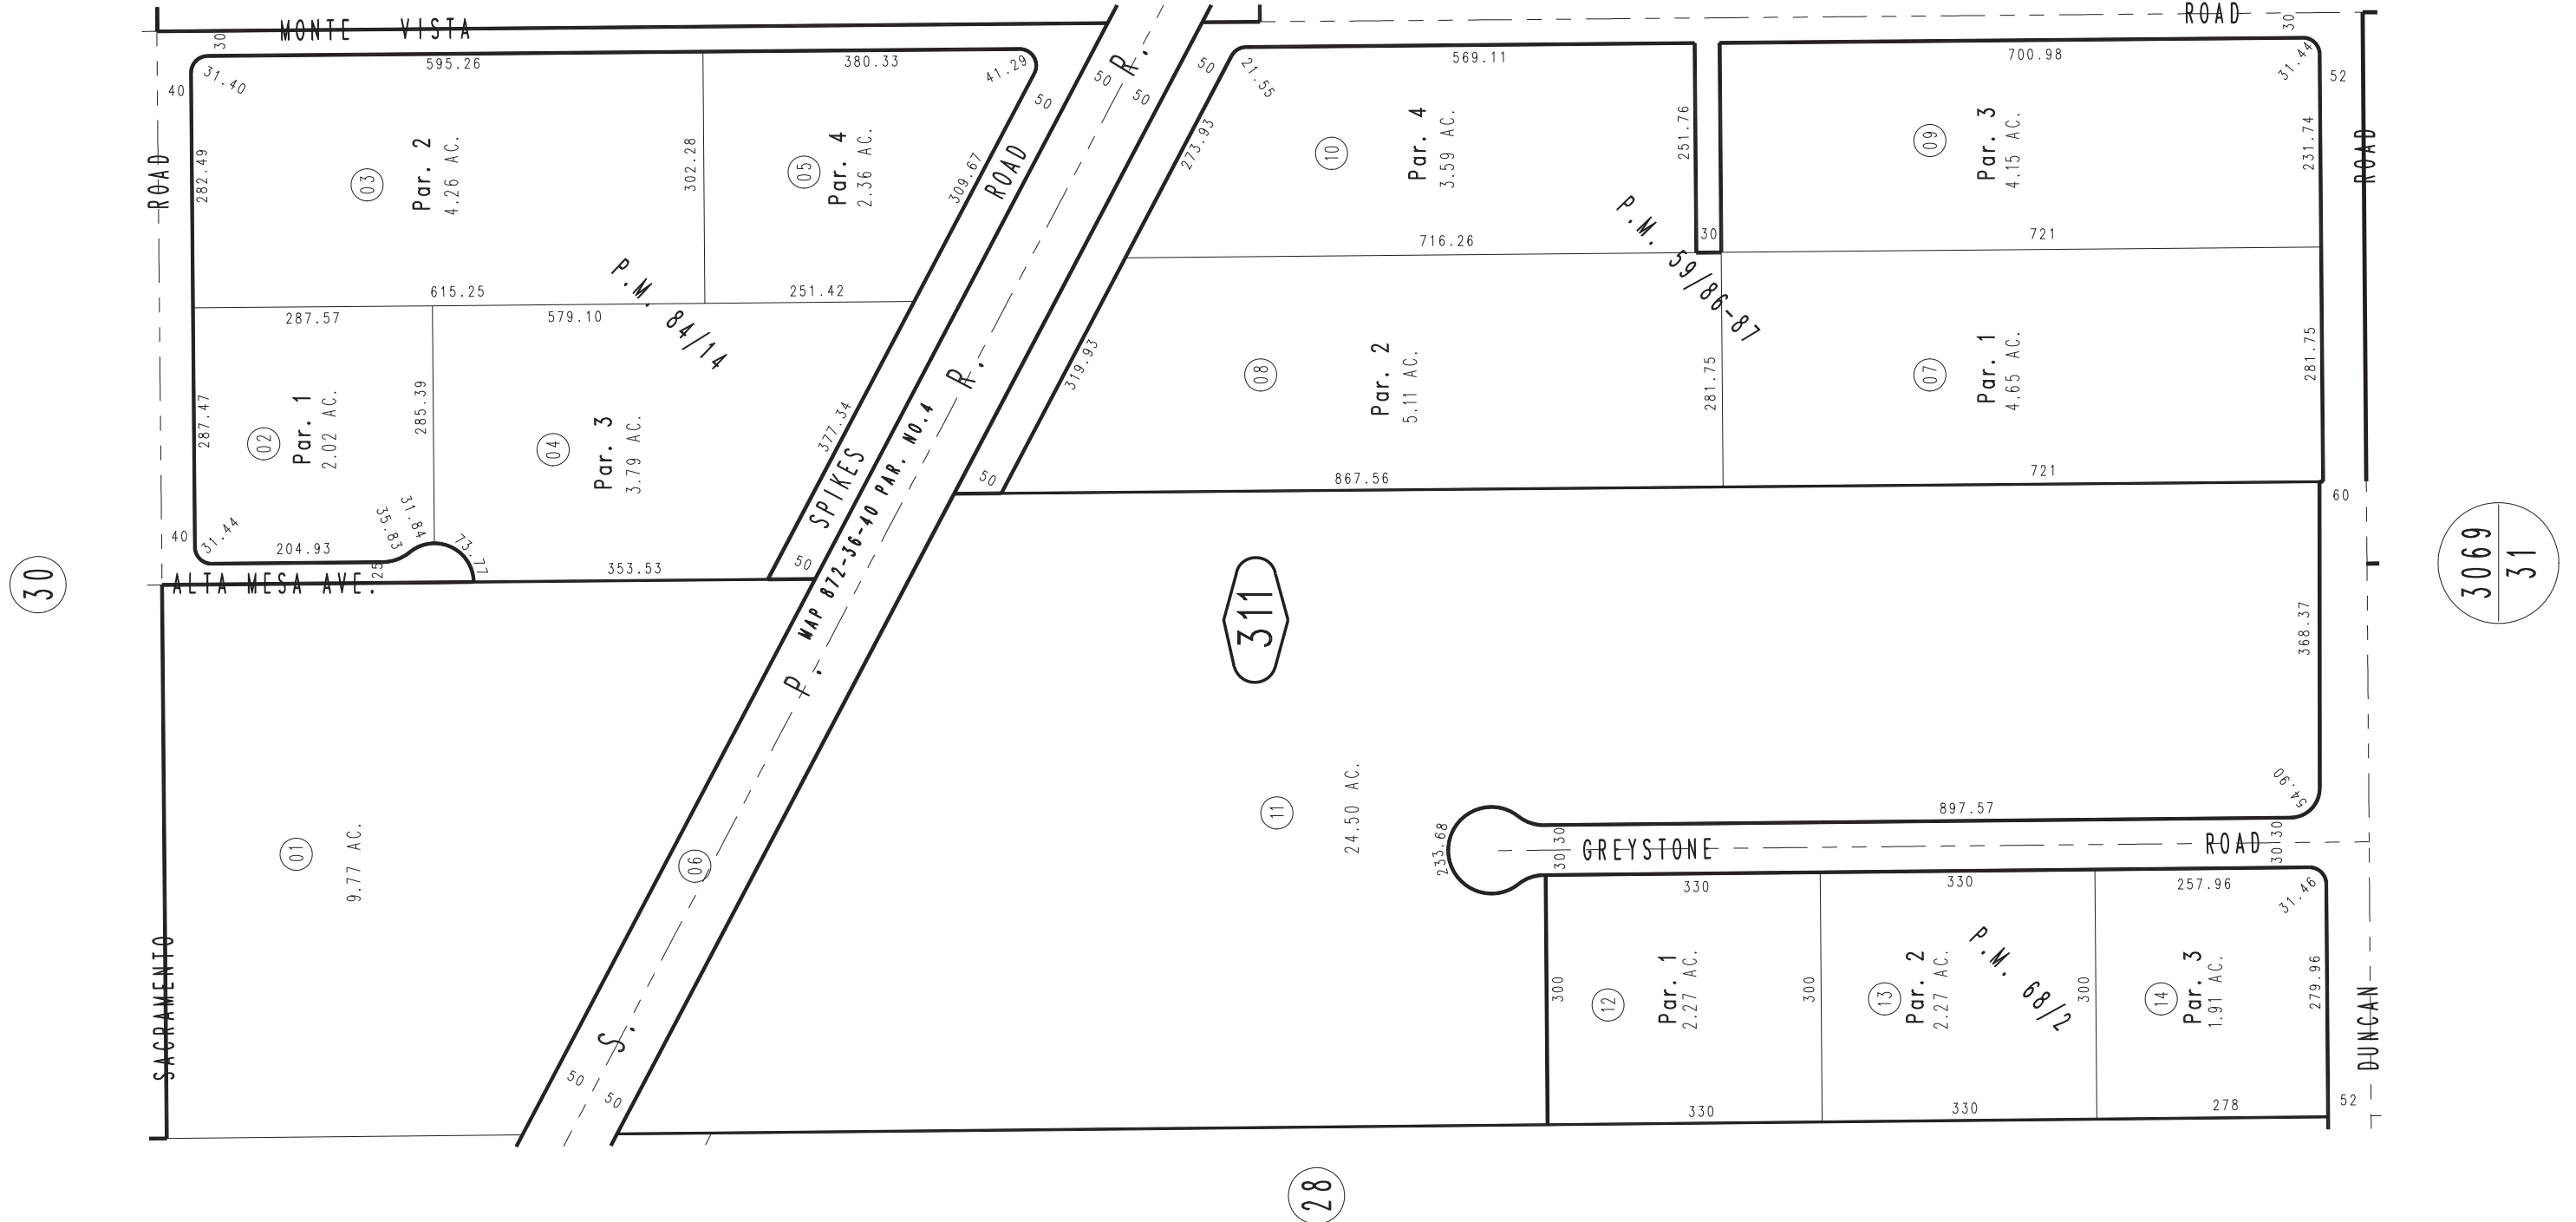 MONTE VISTA
ROAD
30
30
595.26
380.33
41.29
50
50
50
R.
50
21.55
569.11
700.98
31.44
52
31.40
40
ROAD
282.49
03
Par. 2
4.26 AC.
302.28
05
Par. 4
2.36 AC.
309.67
ROAD
273.93
10
Par. 4
3.59 AC.
251.76
09
Par. 3
4.15 AC.
231.74
ROAD
P.M. 84/14
P.M. 59/86-87
716.26
30
721
615.25
251.42
287.57
579.10
287.47
02
Par. 1
2.02 AC.
285.39
04
Par. 3
3.79 AC.
377.34
SPIKES
MAP 872-36-40 PAR. NO.4
R.
319.93
08
Par. 2
5.11 AC.
281.75
07
Par. 1
4.65 AC.
281.75
50
867.56
721
60
40
31.44
204.93
35.83
31.84
73.77
25
353.53
50
ALTA MESA AVE.
30
311
3069
31
368.37
P.
01
9.77 AC.
06
11
24.50 AC.
897.57
54.90
233.68
30
30
GREYSTONE
ROAD
30
30
330
330
257.96
31.46
SACRAMENTO
S.
50
50
300
12
Par. 1
2.27 AC.
300
13
Par. 2
2.27 AC.
P.M. 68/2
300
14
Par. 3
1.91 AC.
279.96
DUNCAN
52
330
330
278
28